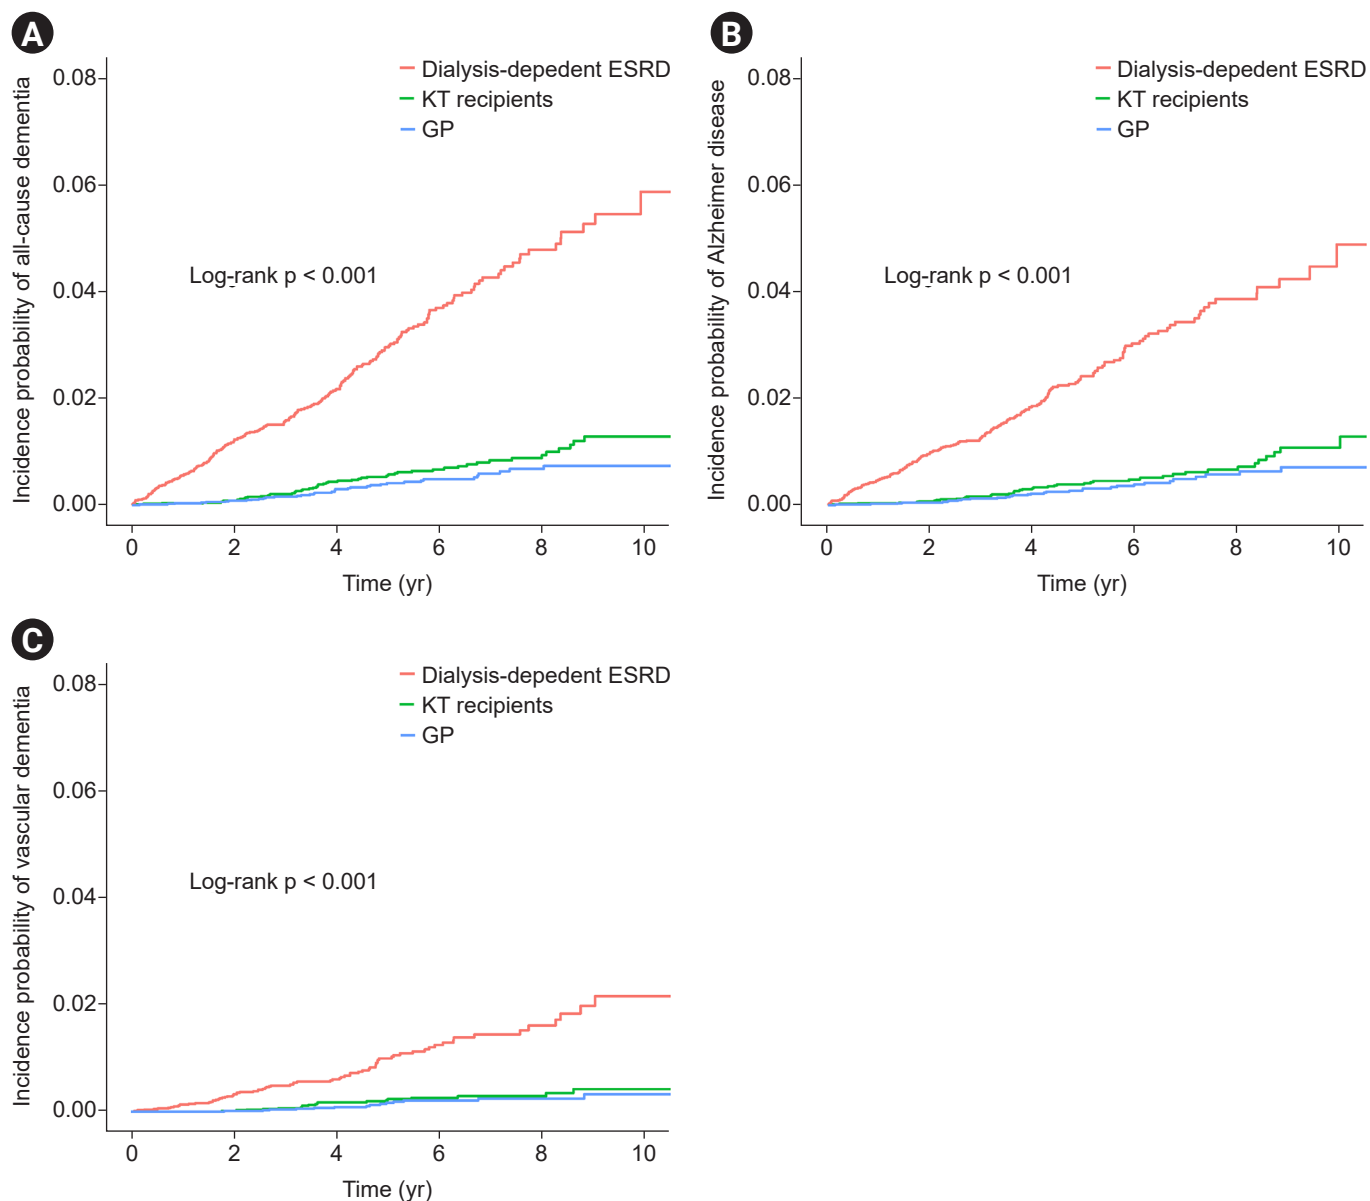 A
Incidence probability of all-cause dementia
0.08
0.06
0.04
0.02
0.00
Dialysis-depedent ESRD
KT recipients
GP
Log-rank p < 0.001
0 2 4 6 8 10
Time (yr)
B
Incidence probability of Alzheimer disease
0.08
0.06
0.04
0.02
0.00
Dialysis-depedent ESRD
KT recipients
GP
Log-rank p < 0.001
0 2 4 6 8 10
Time (yr)
C
Incidence probability of vascular dementia
0.08
0.06
0.04
0.02
0.00
Dialysis-depedent ESRD
KT recipients
GP
Log-rank p < 0.001
0 2 4 6 8 10
Time (yr)